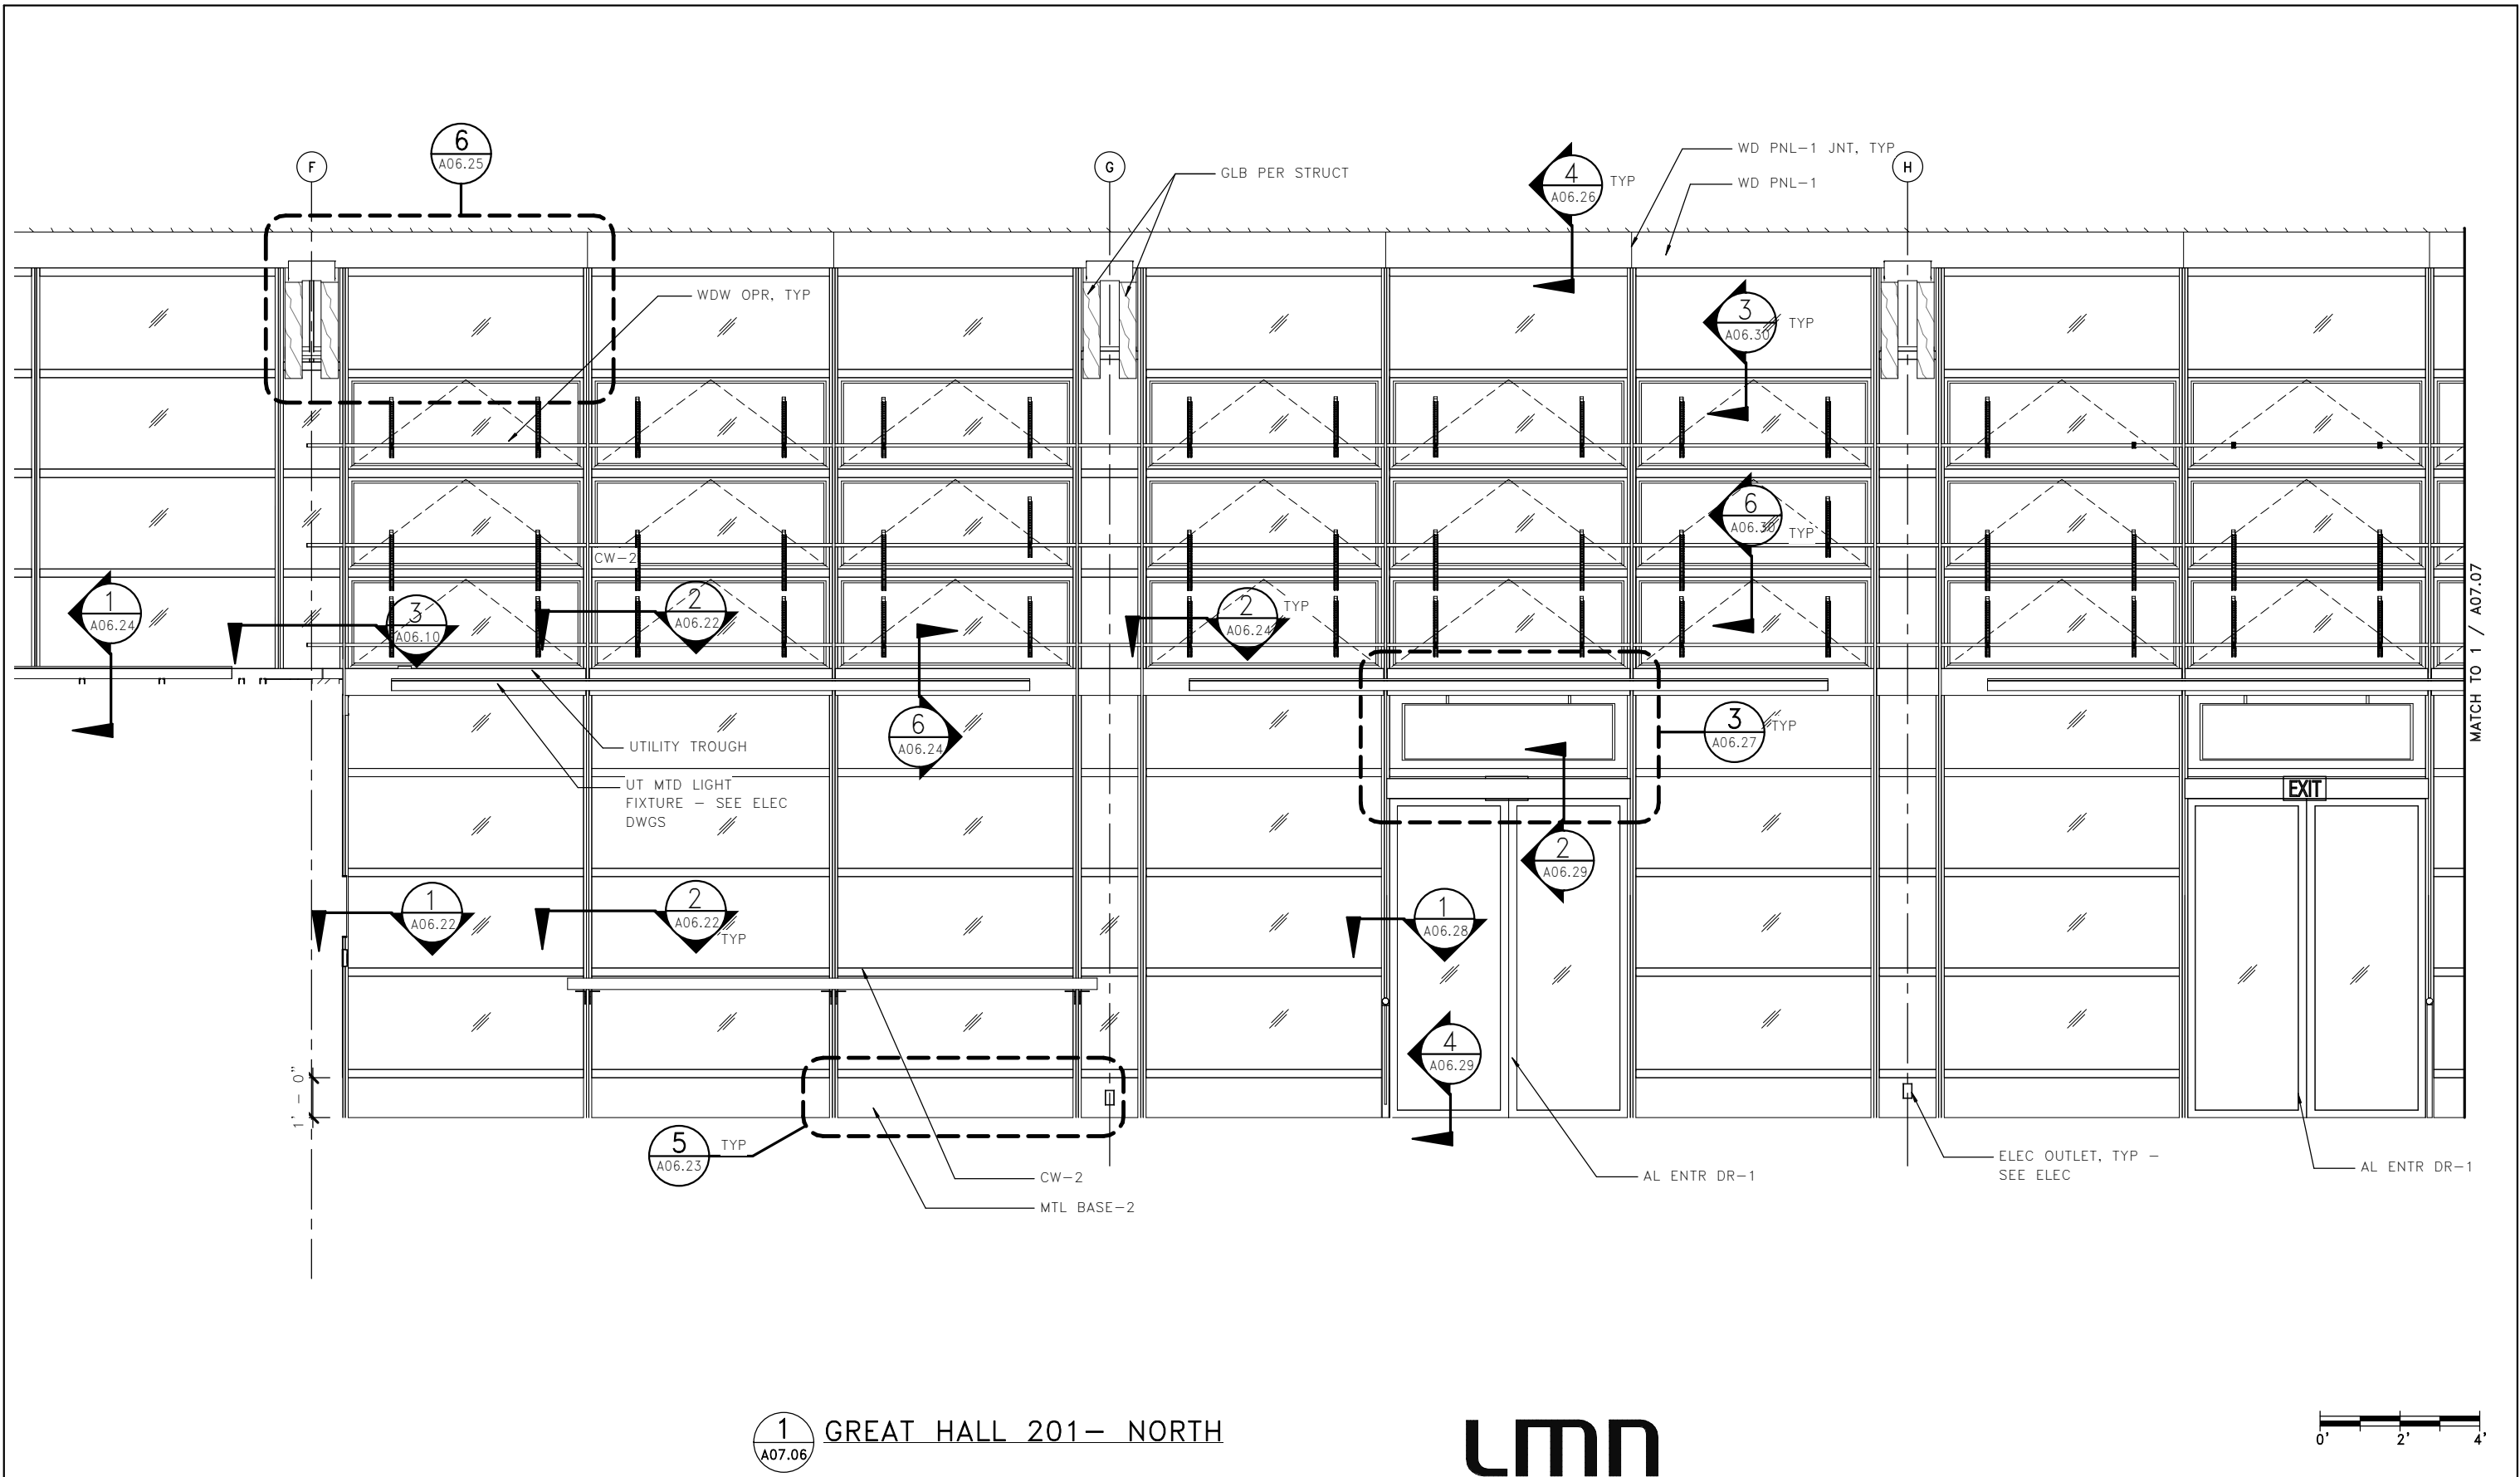 6
A06.25
F
G
GLB PER STRUCT
4
A06.26
TYP
WD PNL-1 JNT, TYP
WD PNL-1
H
WDW OPR, TYP
3
A06.30
TYP
6
A06.30
TYP
CW-2
1
A06.24
3
A06.10
2
A06.22
2
A06.24
TYP
MATCH TO 1 / A07.07
UTILITY TROUGH
6
A06.24
3
A06.27
TYP
UT MTD LIGHT
FIXTURE - SEE ELEC
DWGS
EXIT
2
A06.29
1
A06.22
2
A06.22
TYP
1
A06.28
4
A06.29
1'-0"
5
A06.23
TYP
CW-2
MTL BASE-2
AL ENTR DR-1
ELEC OUTLET, TYP -
SEE ELEC
AL ENTR DR-1
1
A07.06
GREAT HALL 201- NORTH
LMN
0' 2' 4'